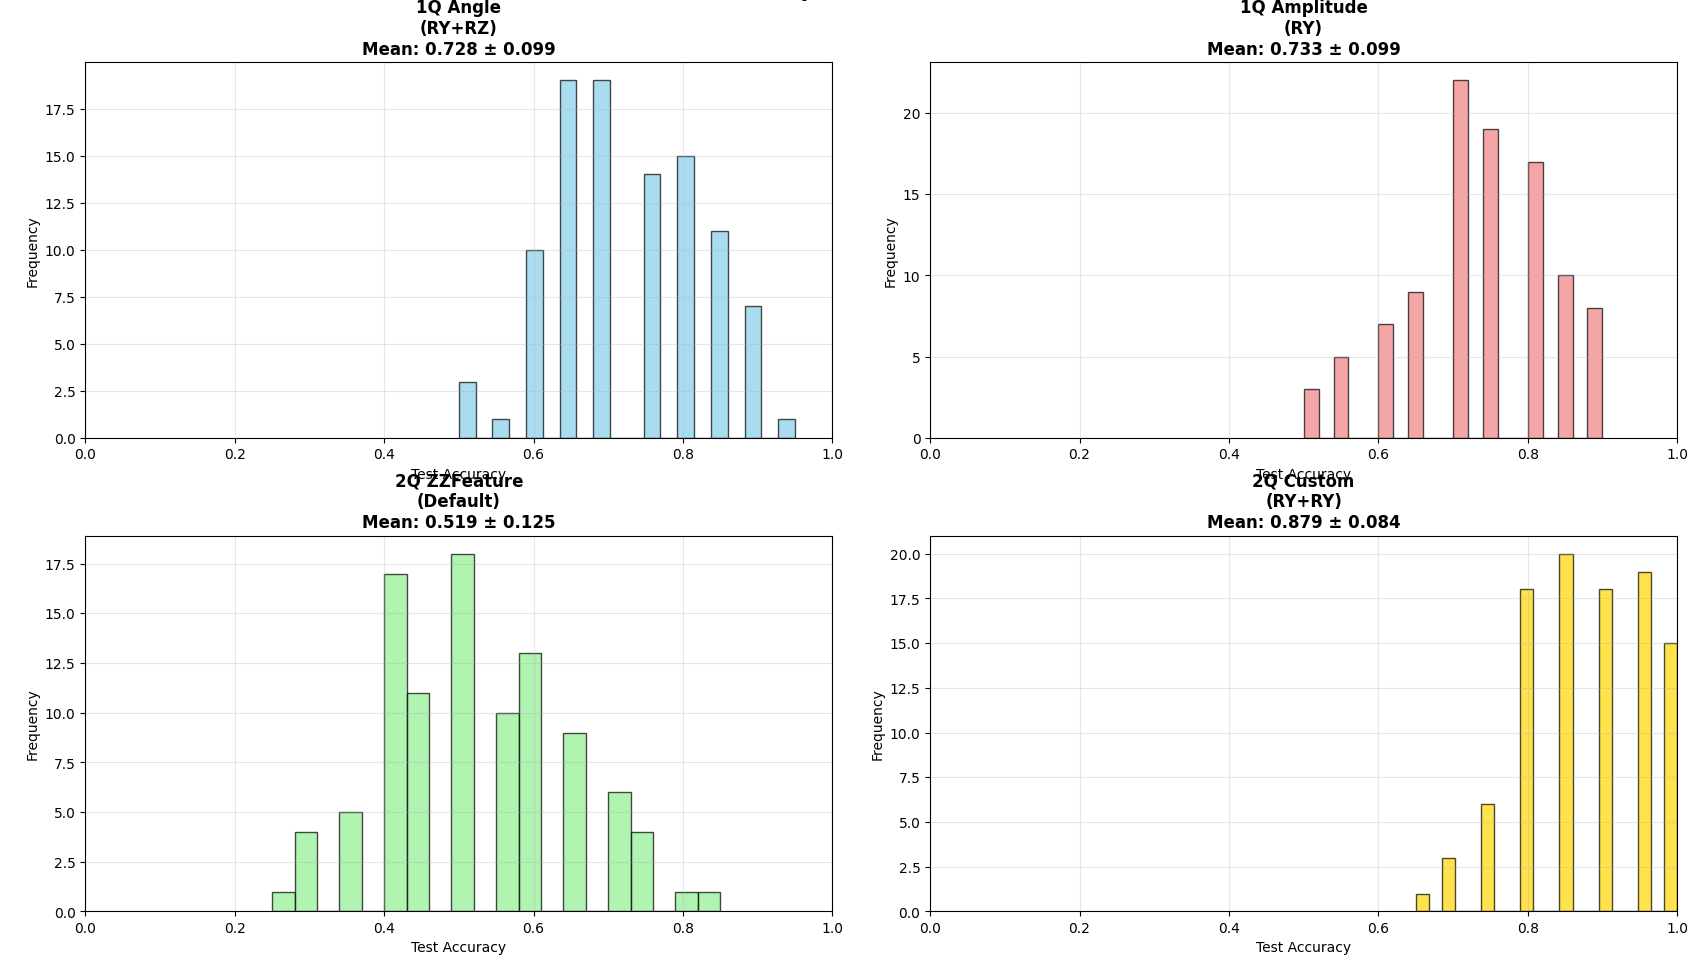 1Q Angle
(RY+RZ)
Mean: 0.728 ± 0.099
17.5
15.0
12.5
10.0
7.5
5.0
2.5
0.0
Frequency
0.0 0.2 0.4 0.6 0.8 1.0
Test Accuracy
1Q Amplitude
(RY)
Mean: 0.733 ± 0.099
20
15
10
5
0
Frequency
0.0 0.2 0.4 0.6 0.8 1.0
Test Accuracy
2Q ZZFeature
(Default)
Mean: 0.519 ± 0.125
17.5
15.0
12.5
10.0
7.5
5.0
2.5
0.0
Frequency
0.0 0.2 0.4 0.6 0.8 1.0
Test Accuracy
2Q Custom
(RY+RY)
Mean: 0.879 ± 0.084
20.0
17.5
15.0
12.5
10.0
7.5
5.0
2.5
0.0
Frequency
0.0 0.2 0.4 0.6 0.8 1.0
Test Accuracy